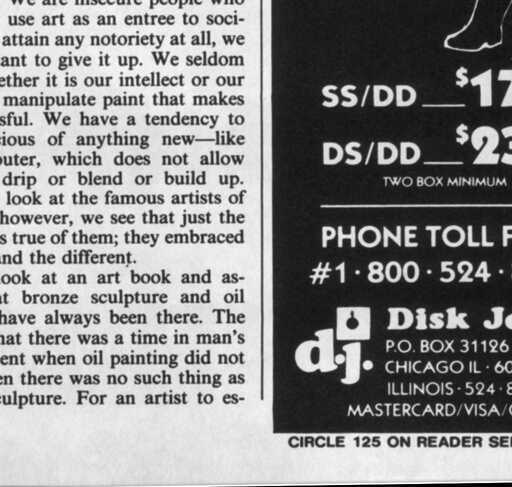 We are insecure people who
use art as an entree to soci-
attain any notoriety at all, we
ant to give it up. We seldom
ether it is our intellect or our
manipulate paint that makes
sful. We have a tendency to
cious of anything new—like
puter, which does not allow
drip or blend or build up.
look at the famous artists of
however, we see that just the
s true of them; they embraced
and the different.
look at an art book and as-
at bronze sculpture and oil
have always been there. The
hat there was a time in man's
ent when oil painting did not
en there was no such thing as
culpture. For an artist to es-
SS/DD __ $17
DS/DD __ $23
TWO BOX MINIMUM
PHONE TOLL F
#1·800·524·
d.j.
Disk Jo
P.O. BOX 31126
CHICAGO IL·60
ILLINOIS·524·8
MASTERCARD/VISA/
CIRCLE 125 ON READER SE